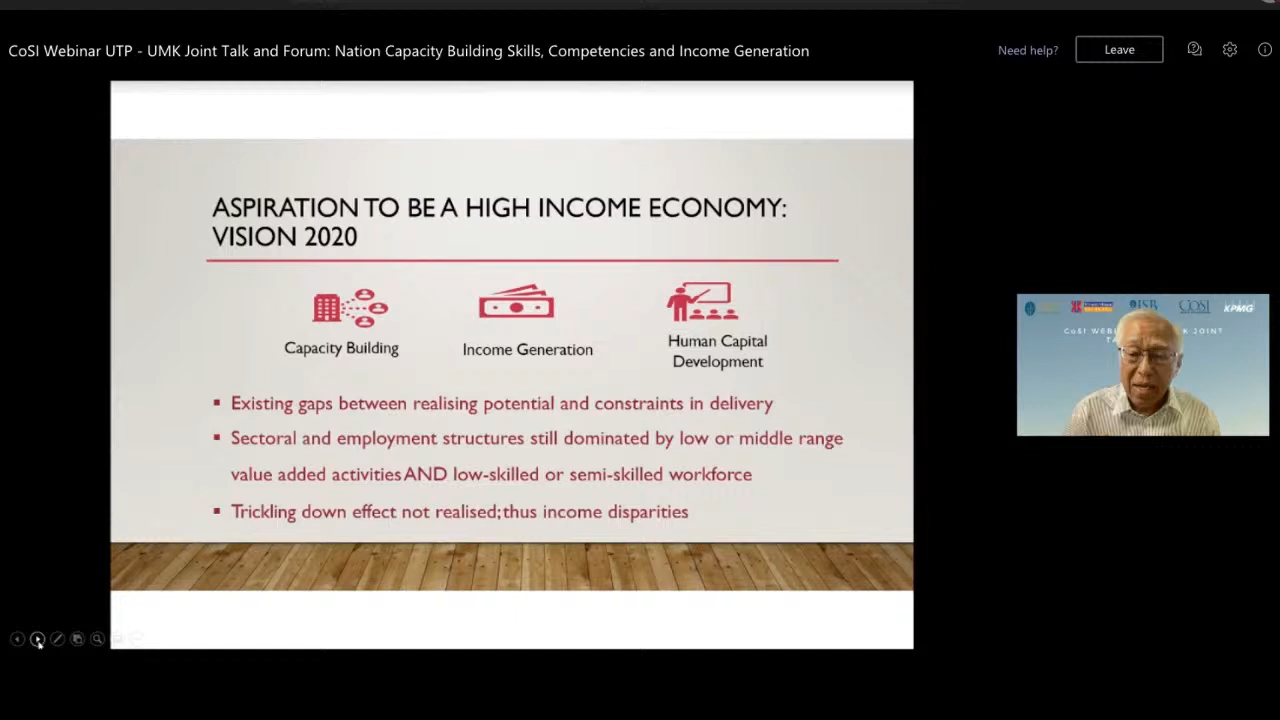 CoSI Webinar UTP - UMK Joint Talk and Forum: Nation Capacity Building Skills, Competencies and Income Generation
Need help?
Leave
ASPIRATION TO BE A HIGH INCOME ECONOMY:
VISION 2020
Capacity Building
Income Generation
Human Capital
Development
▪ Existing gaps between realising potential and constraints in delivery
▪ Sectoral and employment structures still dominated by low or middle range
value added activities AND low-skilled or semi-skilled workforce
▪ Trickling down effect not realised; thus income disparities
ISB
COSI
KPMG
JOINT